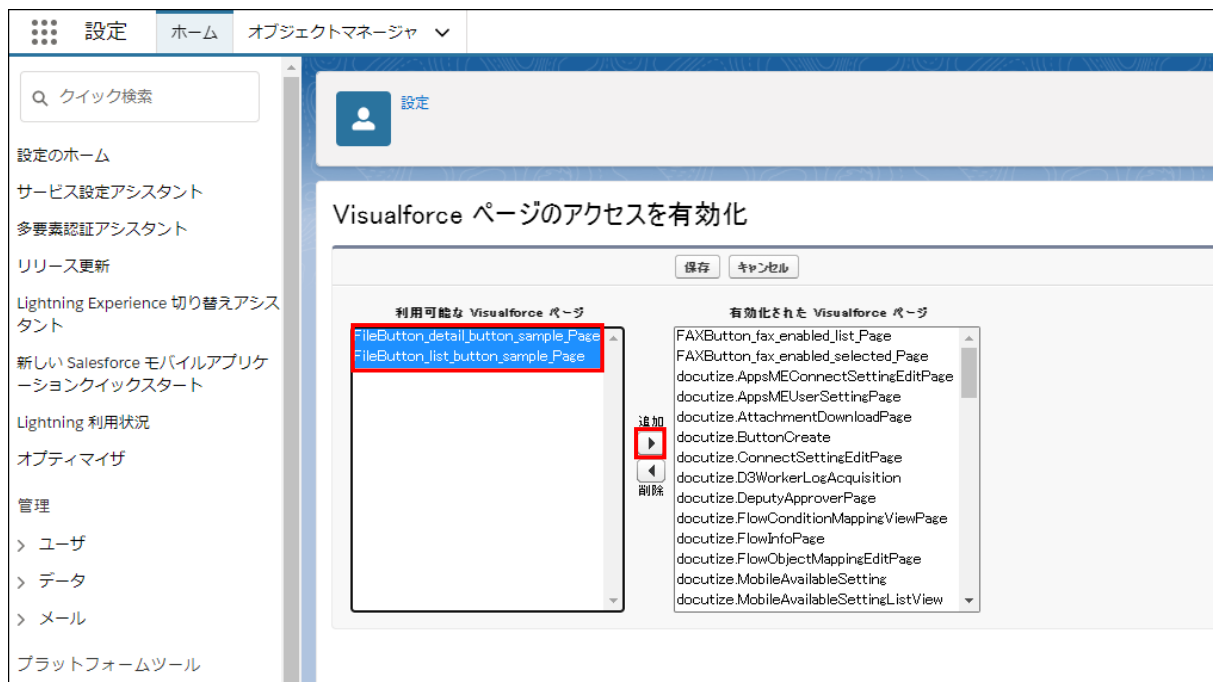 設定
ホーム
オブジェクトマネージャ
クイック検索
設定のホーム
サービス設定アシスタント
多要素認証アシスタント
リリース更新
Lightning Experience 切り替えアシス
タント
新しい Salesforce モバイルアプリケ
ーションクイックスタート
Lightning 利用状況
オプティマイザ
管理
ユーザ
データ
メール
プラットフォームツール
設定
Visualforce ページのアクセスを有効化
保存
キャンセル
利用可能な Visualforce ページ
FileButton_detail_button_sample_Page
FileButton_list_button_sample_Page
追加
削除
有効化された Visualforce ページ
FAXButton_fax_enabled_list_Page
FAXButton_fax_enabled_selected_Page
docutize.AppsMEConnectSettingEditPage
docutize.AppsMEUserSettingPage
docutize.AttachmentDownloadPage
docutize.ButtonCreate
docutize.ConnectSettingEditPage
docutize.D3WorkerLogAcquisition
docutize.DeputyApproverPage
docutize.FlowConditionMappingViewPage
docutize.FlowInfoPage
docutize.FlowObjectMappingEditPage
docutize.MobileAvailableSetting
docutize.MobileAvailableSettingListView